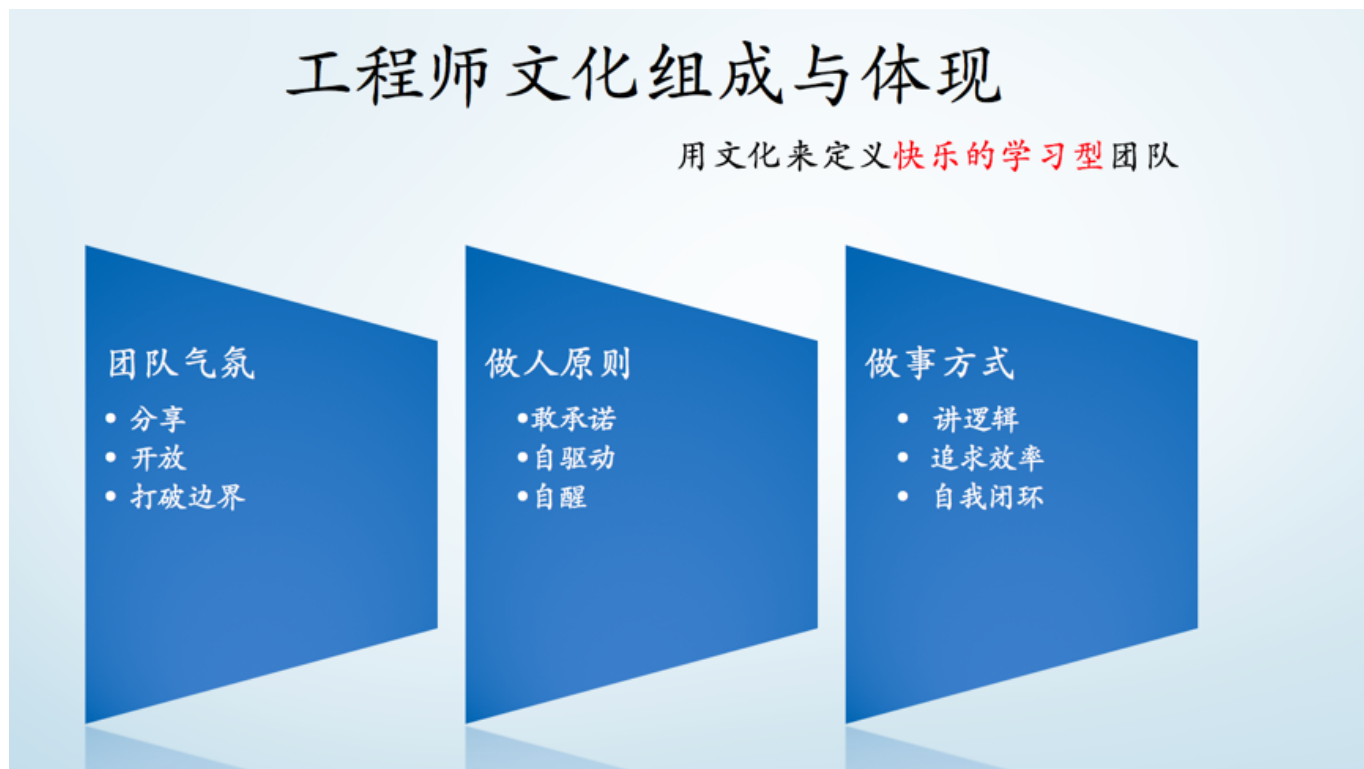 工程师文化组成与体现
用文化来定义快乐的学习型团队
团队气氛
• 分享
• 开放
• 打破边界
做人原则
•敢承诺
•自驱动
•自醒
做事方式
• 讲逻辑
• 追求效率
• 自我闭环